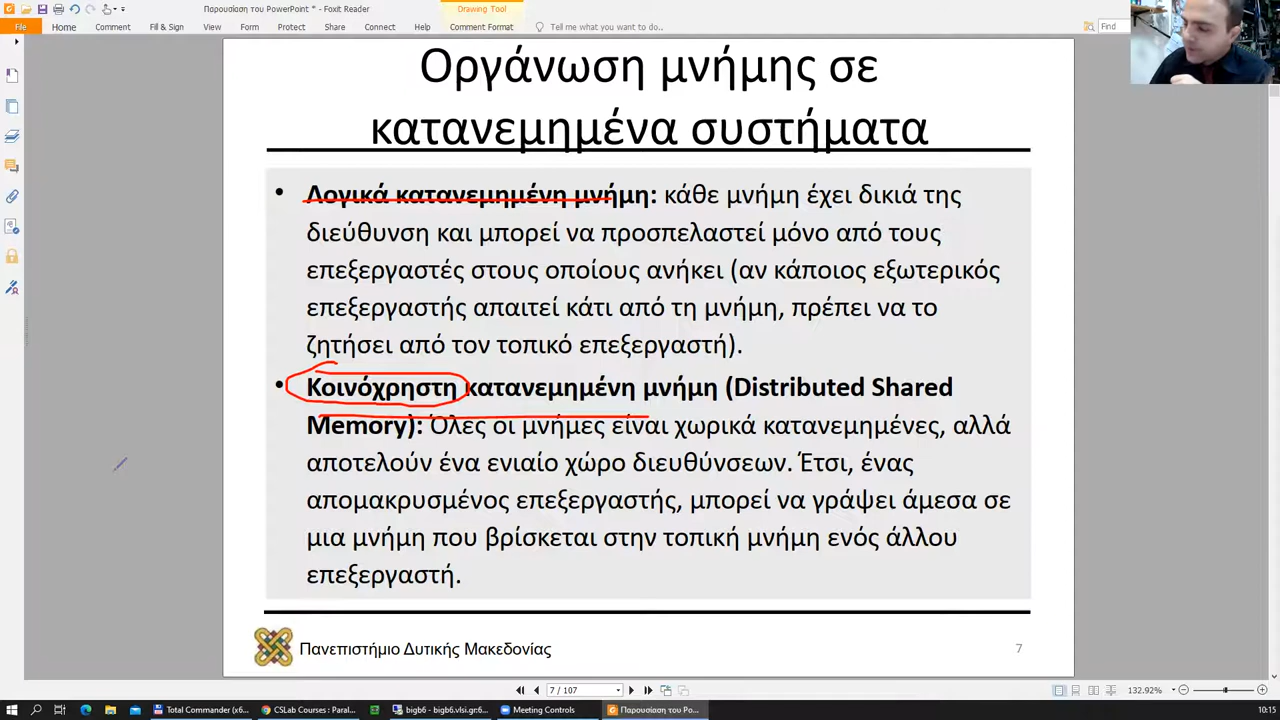 Παρουσίαση του PowerPoint * - Foxit Reader
Drawing Tool
File Home Comment Fill & Sign View Form Protect Share Connect Help Comment Format Tell me what you want to do.. Find
Οργάνωση μνήμης σε
κατανεμημένα συστήματα
• Λογικά κατανεμημένη μνήμη: κάθε μνήμη έχει δικιά της
διεύθυνση και μπορεί να προσπελαστεί μόνο από τους
επεξεργαστές στους οποίους ανήκει (αν κάποιος εξωτερικός
επεξεργαστής απαιτεί κάτι από τη μνήμη, πρέπει να το
ζητήσει από τον τοπικό επεξεργαστή).
• Κοινόχρηστη κατανεμημένη μνήμη (Distributed Shared
Memory): Όλες οι μνήμες είναι χωρικά κατανεμημένες, αλλά
αποτελούν ένα ενιαίο χώρο διευθύνσεων. Έτσι, ένας
απομακρυσμένος επεξεργαστής, μπορεί να γράψει άμεσα σε
μια μνήμη που βρίσκεται στην τοπική μνήμη ενός άλλου
επεξεργαστή.
Πανεπιστήμιο Δυτικής Μακεδονίας
7
7 / 107
132.92%
Total Commander (x6... CSLab Courses : Paral... bigb6 - bigb6.vlsi.gr:6... Meeting Controls Παρουσίαση του Po... 10:15